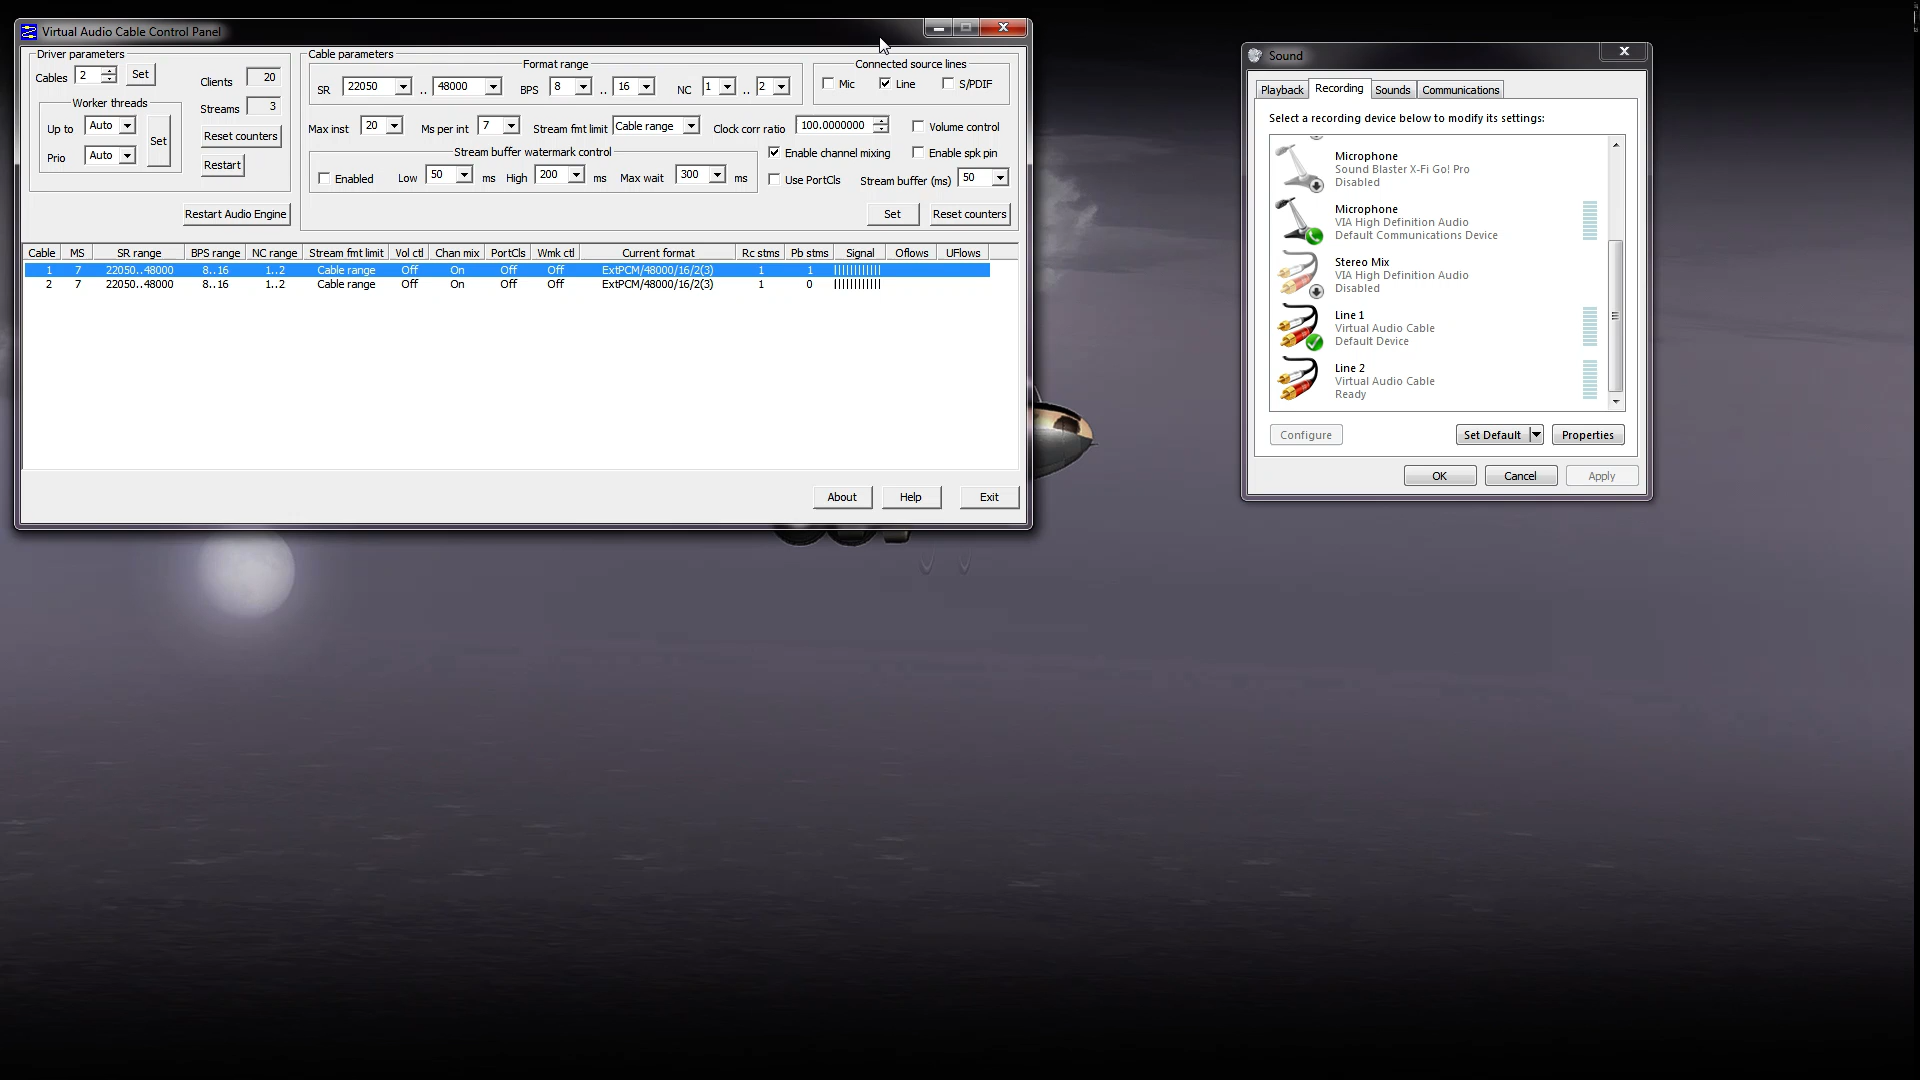 Virtual Audio Cable Control Panel
Driver parameters
Cables 2 Set
Clients 20
Streams 3
Worker threads
Up to Auto
Prio Auto
Set
Reset counters
Restart
Restart Audio Engine
Cable parameters
Format range
SR 22050 .. 48000 BPS 8 .. 16 NC 1 .. 2
Connected source lines
Mic Line S/PDIF
Max inst 20 Ms per int 7 Stream fmt limit Cable range Clock corr ratio 100.0000000 Volume control
Stream buffer watermark control
Enabled Low 50 ms High 200 ms Max wait 300 ms
Enable channel mixing Enable spk pin
Use PortCls Stream buffer (ms) 50
Set Reset counters
Cable MS SR range BPS range NC range Stream fmt limit Vol ctl Chan mix PortCls Wmk ctl Current format Rc stms Pb stms Signal Oflows UFlows
1 7 22050..48000 8..16 1..2 Cable range Off On Off Off ExtPCM/48000/16/2(3) 1 1 ||||||||||||
2 7 22050..48000 8..16 1..2 Cable range Off On Off Off ExtPCM/48000/16/2(3) 1 0 ||||||||||||
About Help Exit
Sound
Playback Recording Sounds Communications
Select a recording device below to modify its settings:
Microphone
Sound Blaster X-Fi Go! Pro
Disabled
Microphone
VIA High Definition Audio
Default Communications Device
Stereo Mix
VIA High Definition Audio
Disabled
Line 1
Virtual Audio Cable
Default Device
Line 2
Virtual Audio Cable
Ready
Configure Set Default Properties
OK Cancel Apply